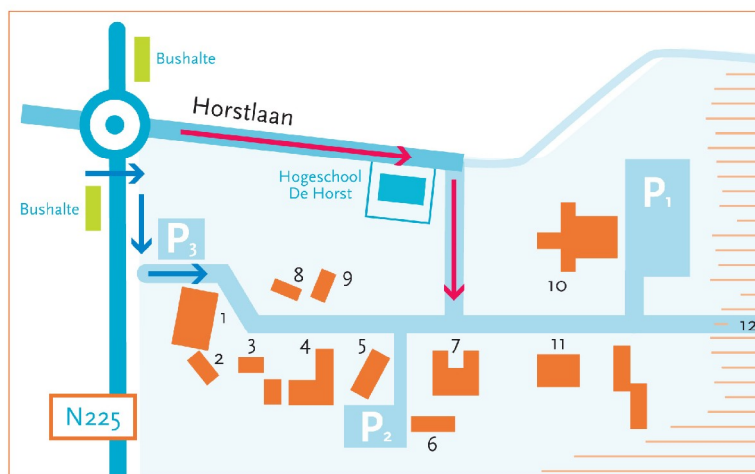 Bushalte
Horstlaan
Hogeschool
De Horst
Bushalte
P1
P3
8
9
10
1
2
3
4
5
7
11
12
6
P2
N225